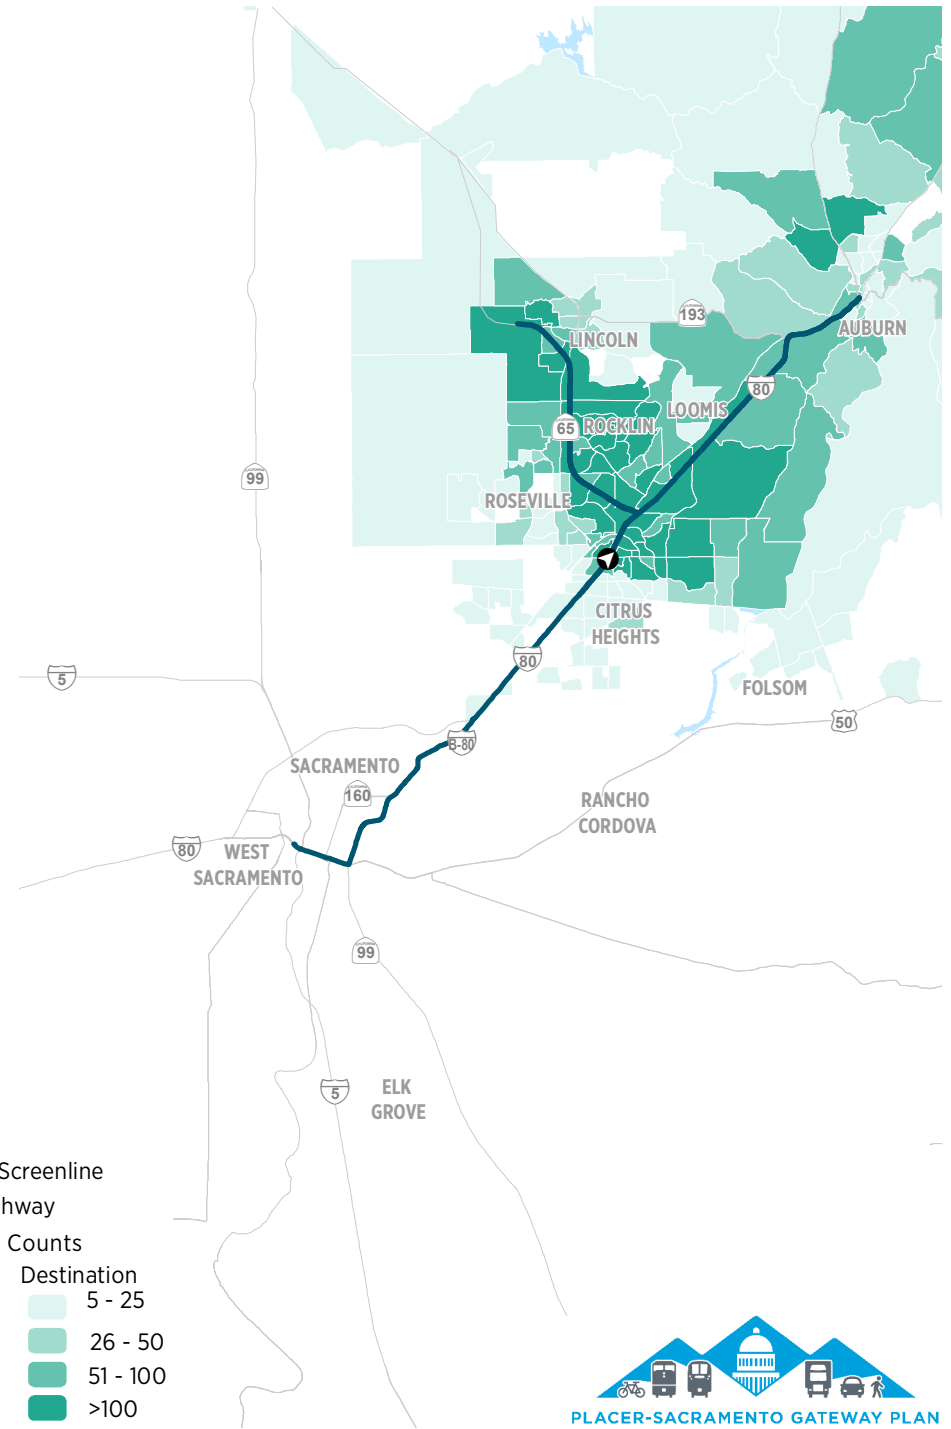 193
AUBURN
LINCOLN
80
LOOMIS
65
ROCKLIN
99
ROSEVILLE
CITRUS
HEIGHTS
80
5
FOLSOM
50
B-80
SACRAMENTO
160
RANCHO
CORDOVA
80
WEST
SACRAMENTO
99
5
ELK
GROVE
Screenline
hway
Counts
Destination
5 - 25
26 - 50
51 - 100
>100
PLACER-SACRAMENTO GATEWAY PLAN